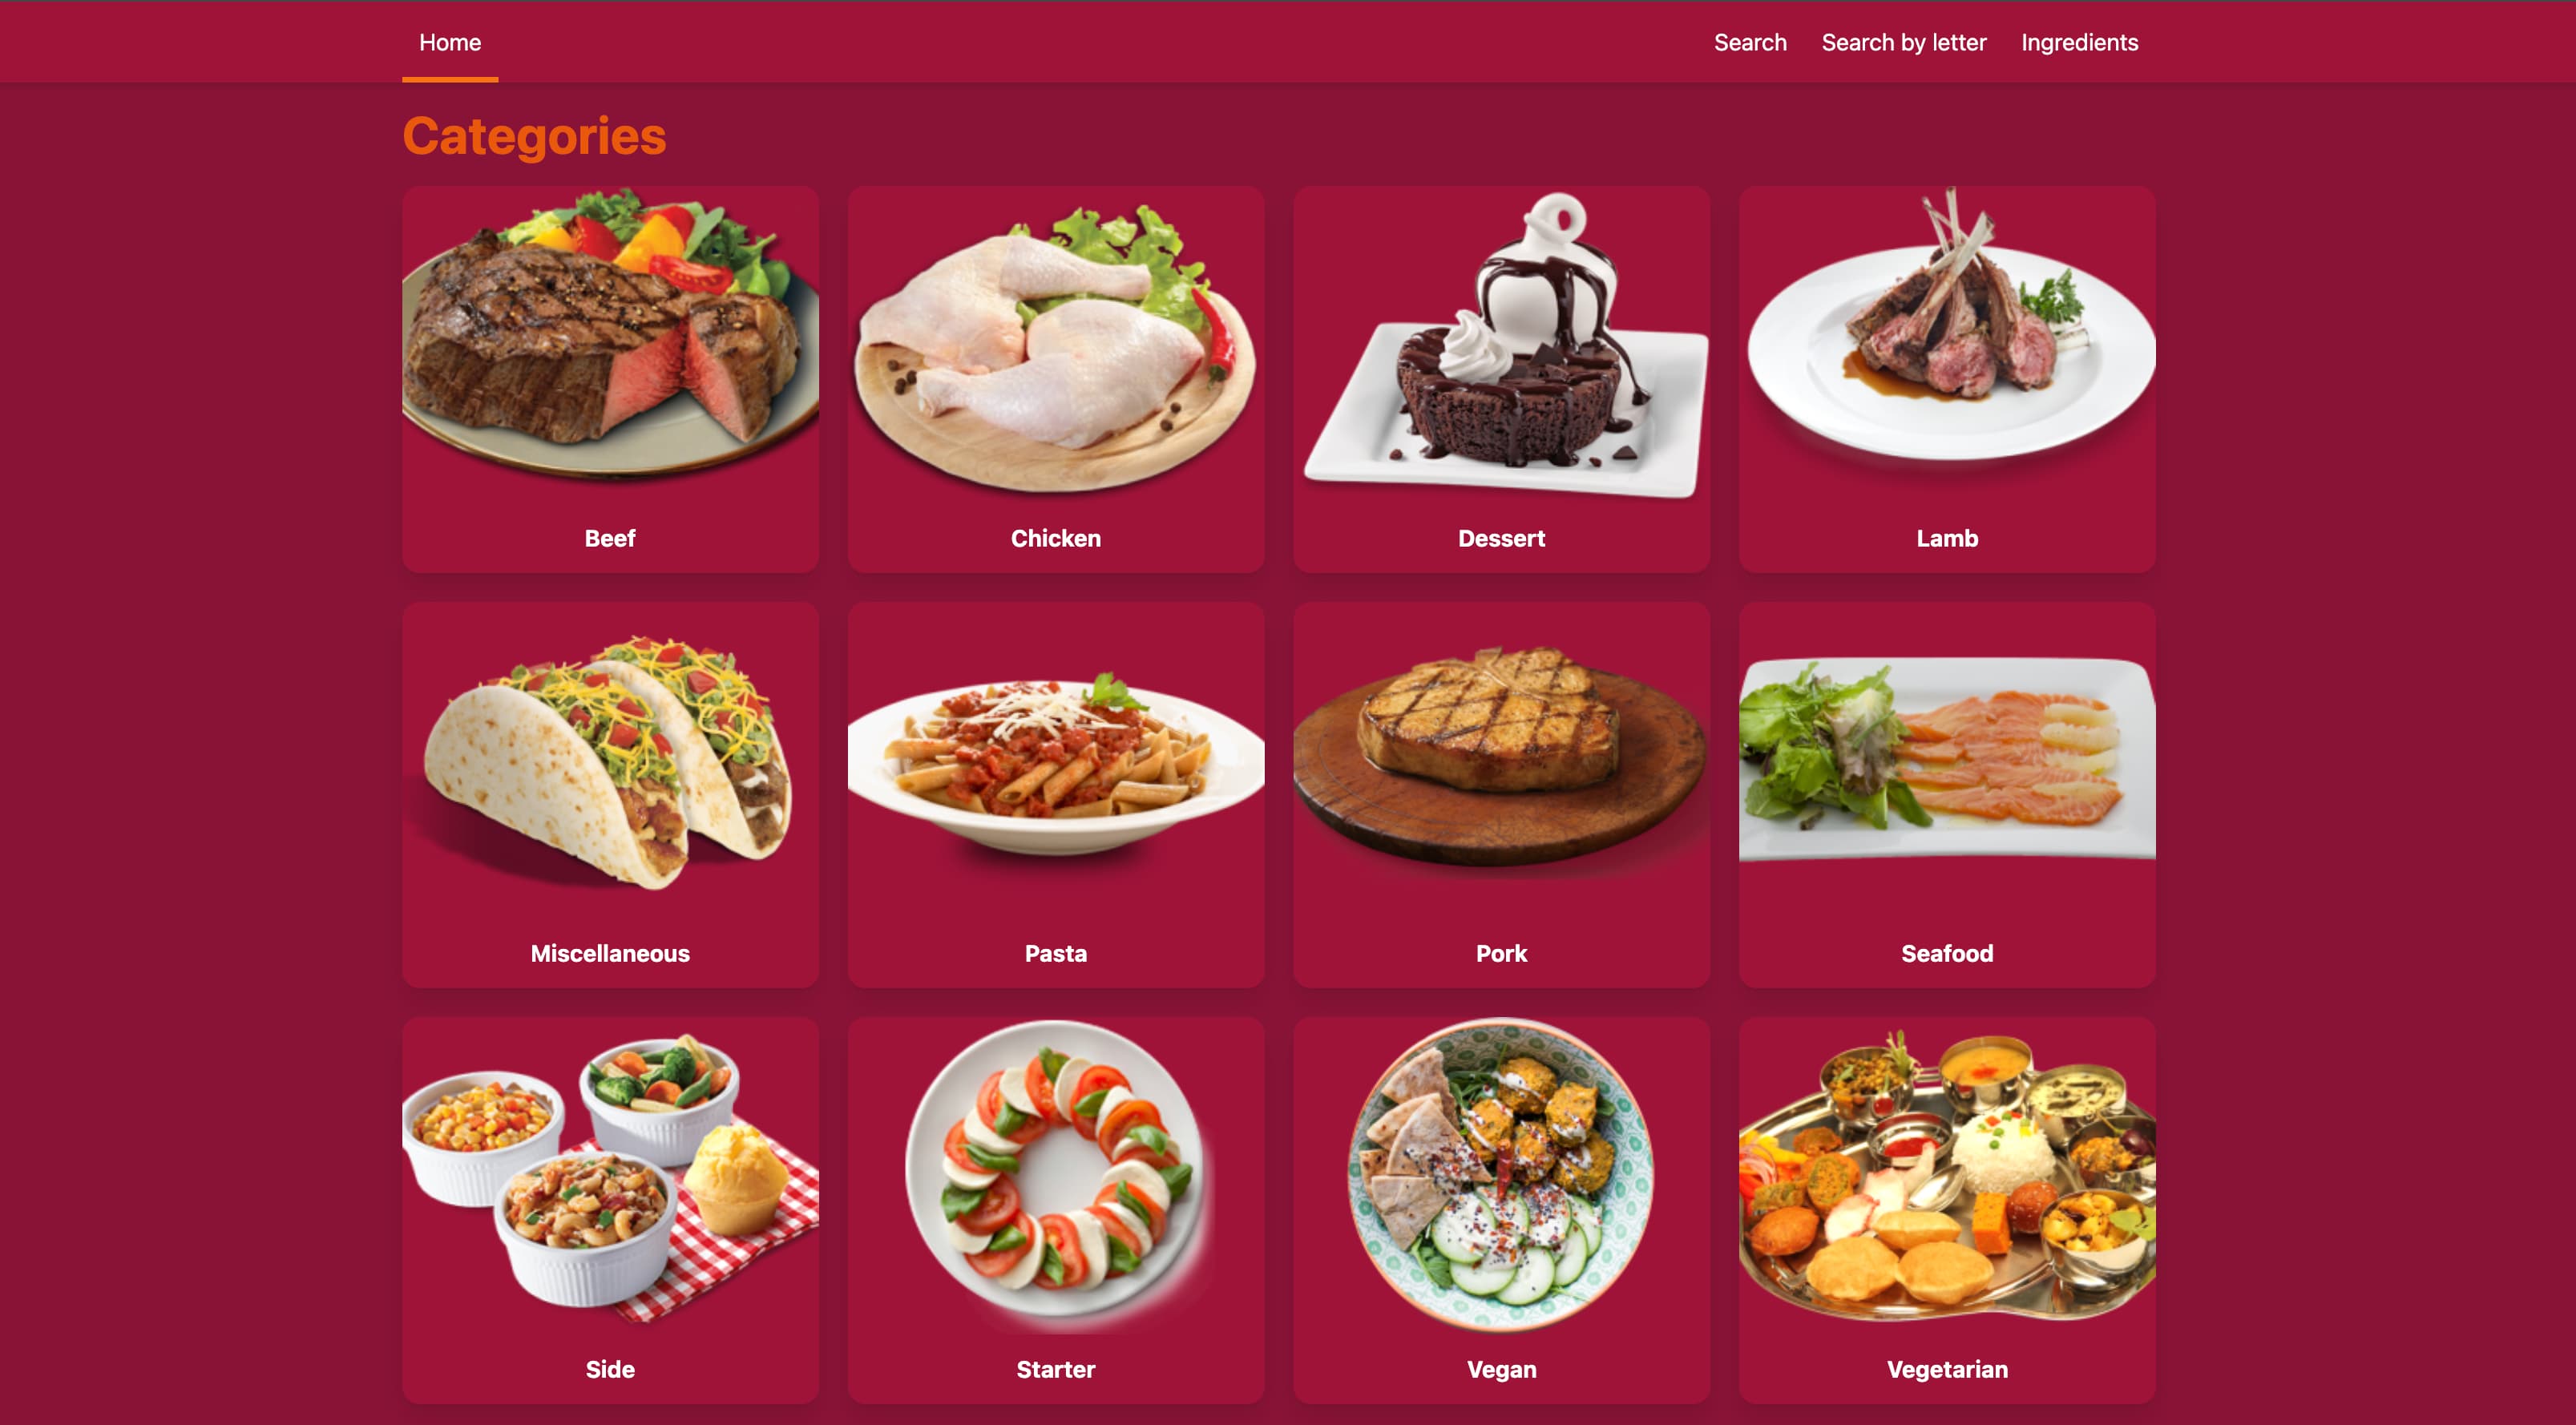 Home
Search
Search by letter
Ingredients
Categories
Beef
Chicken
Dessert
Lamb
Miscellaneous
Pasta
Pork
Seafood
Side
Starter
Vegan
Vegetarian